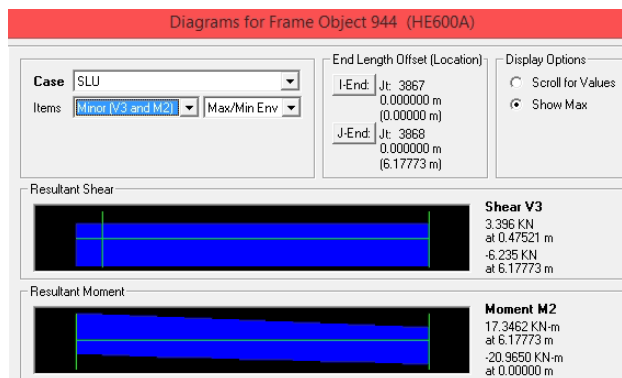 Diagrams for Frame Object 944 (HE600A)
Case SLU
Items Minor (V3 and M2) Max/Min Env
End Length Offset (Location)
I-End: Jt: 3867
0.000000 m
(0.00000 m)
J-End: Jt: 3868
0.000000 m
(6.17773 m)
Display Options
Scroll for Values
Show Max
Resultant Shear
Shear V3
3.396 KN
at 0.47521 m
-6.235 KN
at 6.17773 m
Resultant Moment
Moment M2
17.3462 KN-m
at 6.17773 m
-20.9650 KN-m
at 0.00000 m